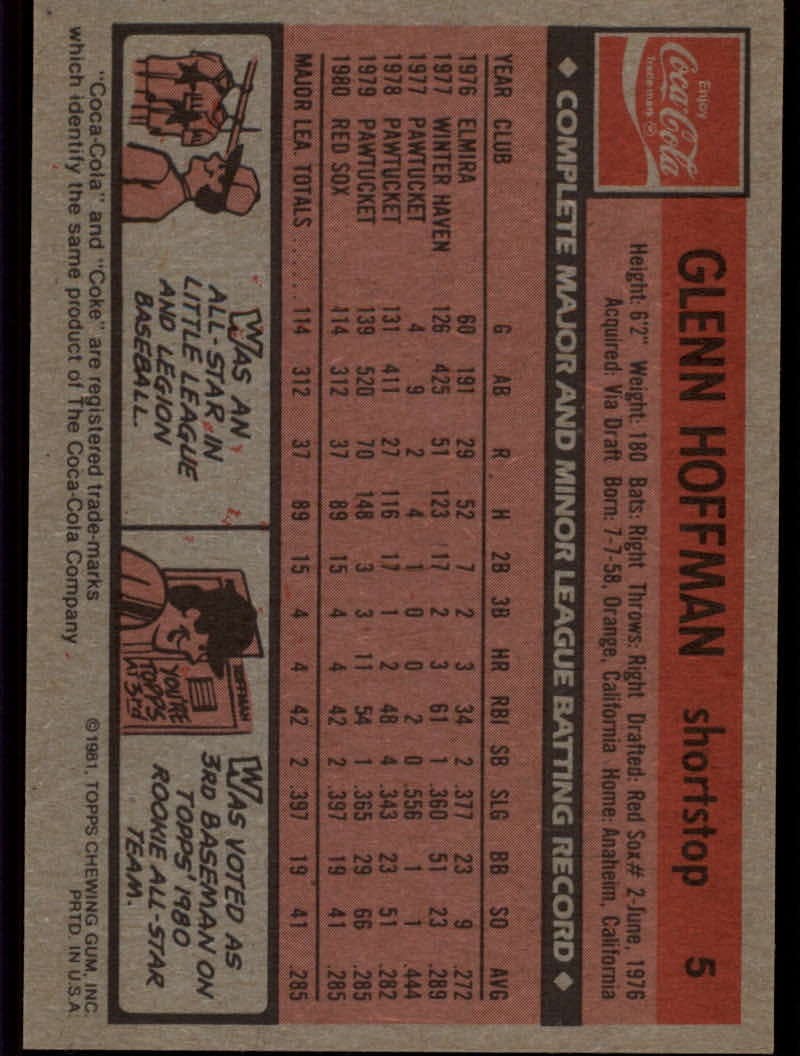 Enjoy
Coca-Cola
Trade-mark ®
GLENN HOFFMAN shortstop 5
Height: 6'2" Weight: 180 Bats: Right Throws: Right Drafted: Red Sox# 2-June, 1976
Acquired: Via Draft Born: 7-7-58, Orange, California Home: Anaheim, California
◆ COMPLETE MAJOR AND MINOR LEAGUE BATTING RECORD ◆
YEAR CLUB G AB R H 2B 3B HR RBI SB SLG BB SO AVG
1976 ELMIRA 60 191 29 52 7 2 3 34 2 .377 23 9 .272
1977 WINTER HAVEN 126 425 51 123 17 2 3 61 1 .360 51 23 .289
1977 PAWTUCKET 4 9 2 4 1 0 0 2 0 .556 1 1 .444
1978 PAWTUCKET 131 411 27 116 17 1 2 48 4 .343 23 51 .282
1979 PAWTUCKET 139 520 70 148 3 3 11 54 1 .365 29 66 .285
1980 RED SOX 114 312 37 89 15 4 4 42 2 .397 19 41 .285
MAJOR LEA. TOTALS...... 114 312 37 89 15 4 4 42 2 .397 19 41 .285
WAS AN
ALL-STAR IN
LITTLE LEAGUE
AND LEGION
BASEBALL.
HOFFMAN
YOU'RE
TOPPS
AT 3RD
WAS VOTED AS
3RD BASEMAN ON
TOPPS' 1980
ROOKIE ALL-STAR
TEAM.
"Coca-Cola" and "Coke" are registered trade-marks
which identify the same product of The Coca-Cola Company
©1981, TOPPS CHEWING GUM, INC.
PRTD. IN U.S.A.